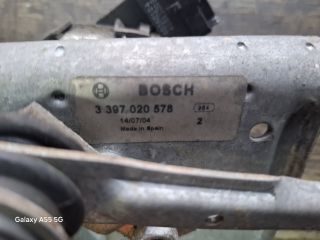 BOSCH
3 397 020 578
14/07/04 2
Made in Spain
Galaxy A55 5G